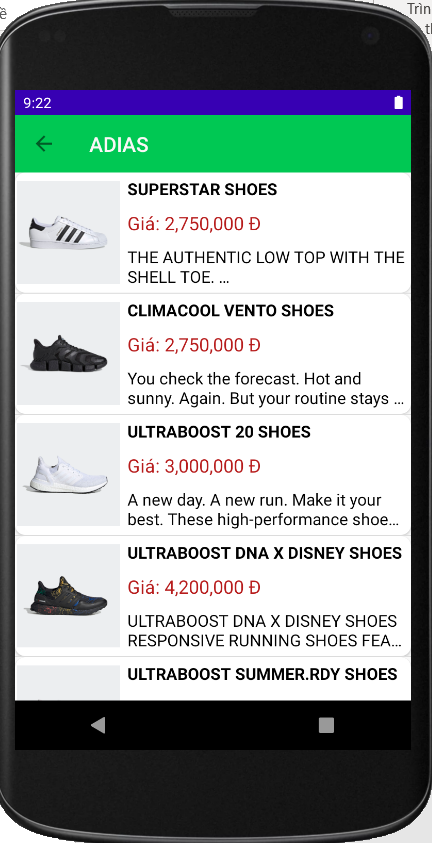 ề
Trìn
t
9:22
ADIAS
SUPERSTAR SHOES
Giá: 2,750,000 Đ
THE AUTHENTIC LOW TOP WITH THE
SHELL TOE. ...
CLIMACOOL VENTO SHOES
Giá: 2,750,000 Đ
You check the forecast. Hot and
sunny. Again. But your routine stays ...
ULTRABOOST 20 SHOES
Giá: 3,000,000 Đ
A new day. A new run. Make it your
best. These high-performance shoe...
ULTRABOOST DNA X DISNEY SHOES
Giá: 4,200,000 Đ
ULTRABOOST DNA X DISNEY SHOES
RESPONSIVE RUNNING SHOES FEA...
ULTRABOOST SUMMER.RDY SHOES